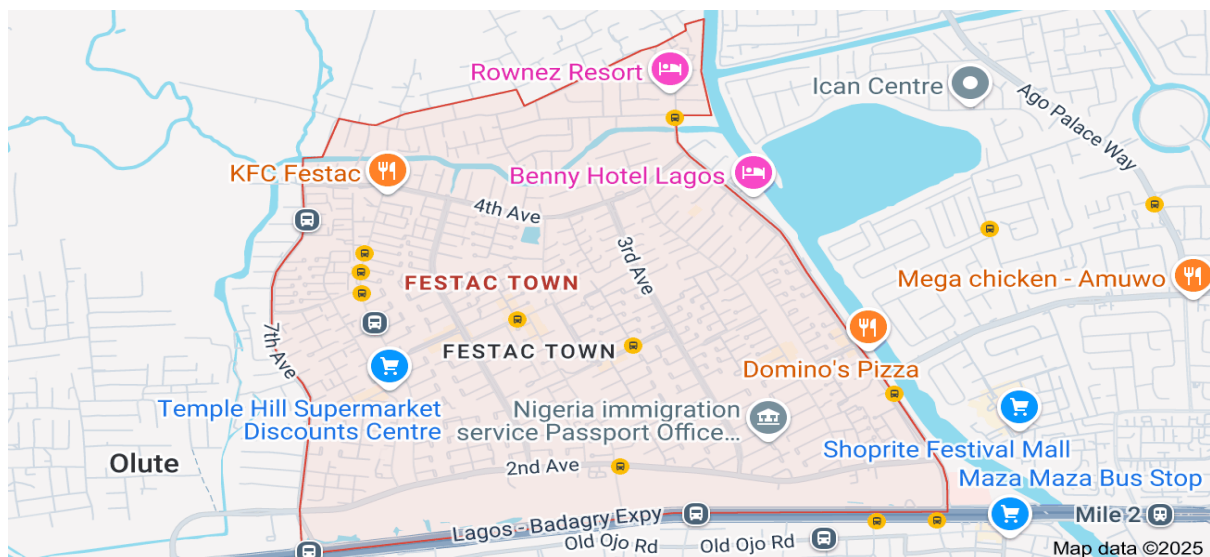 Rownez Resort
Ican Centre
Ago Palace Way
KFC Festac
Benny Hotel Lagos
4th Ave
3rd Ave
FESTAC TOWN
Mega chicken - Amuwo
7th Ave
FESTAC TOWN
Domino's Pizza
Temple Hill Supermarket
Discounts Centre
Nigeria immigration
service Passport Office...
Shoprite Festival Mall
Olute
2nd Ave
Maza Maza Bus Stop
Lagos - Badagry Expy
Mile 2
Old Ojo Rd
Old Ojo Rd
Map data ©2025